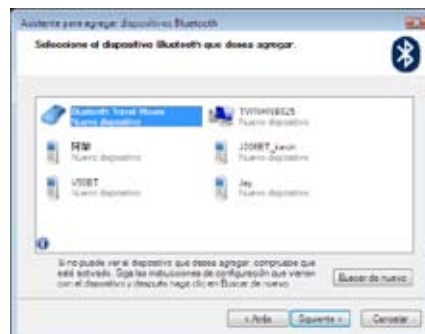 Asistente para agregar dispositivos Bluetooth
Seleccione el dispositivo Bluetooth que desea agregar.
Bluetooth Travel Mouse
Nuevo dispositivo
Nuevo dispositivo
阿華
Nuevo dispositivo
Nuevo dispositivo
Nuevo dispositivo
Jay
Nuevo dispositivo
Si no puede ver el dispositivo que desea agregar, compruebe que
está activado. Siga las instrucciones de configuración que vienen
con el dispositivo y después haga clic en Buscar de nuevo.
Buscar de nuevo
< Atrás
Siguiente >
Cancelar